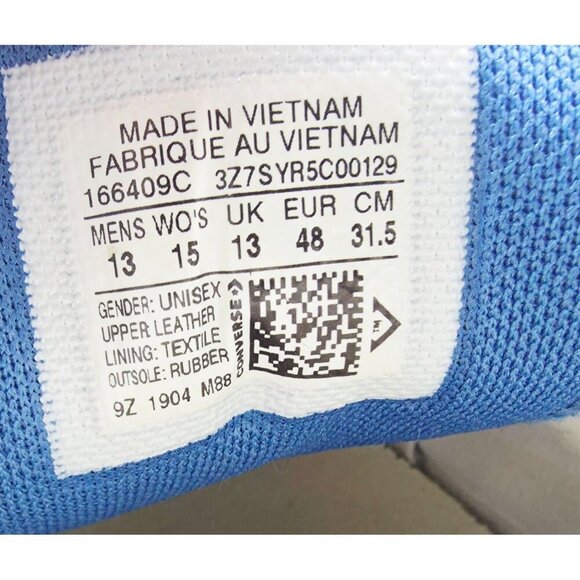 MADE IN VIETNAM
FABRIQUE AU VIETNAM
166409C 3Z7SYR5C00129
MENS WO'S UK EUR CM
13 15 13 48 31.5
GENDER: UNISEX
UPPER LEATHER
LINING: TEXTILE
OUTSOLE: RUBBER
9Z 1904 M88
CONVERSE
TM